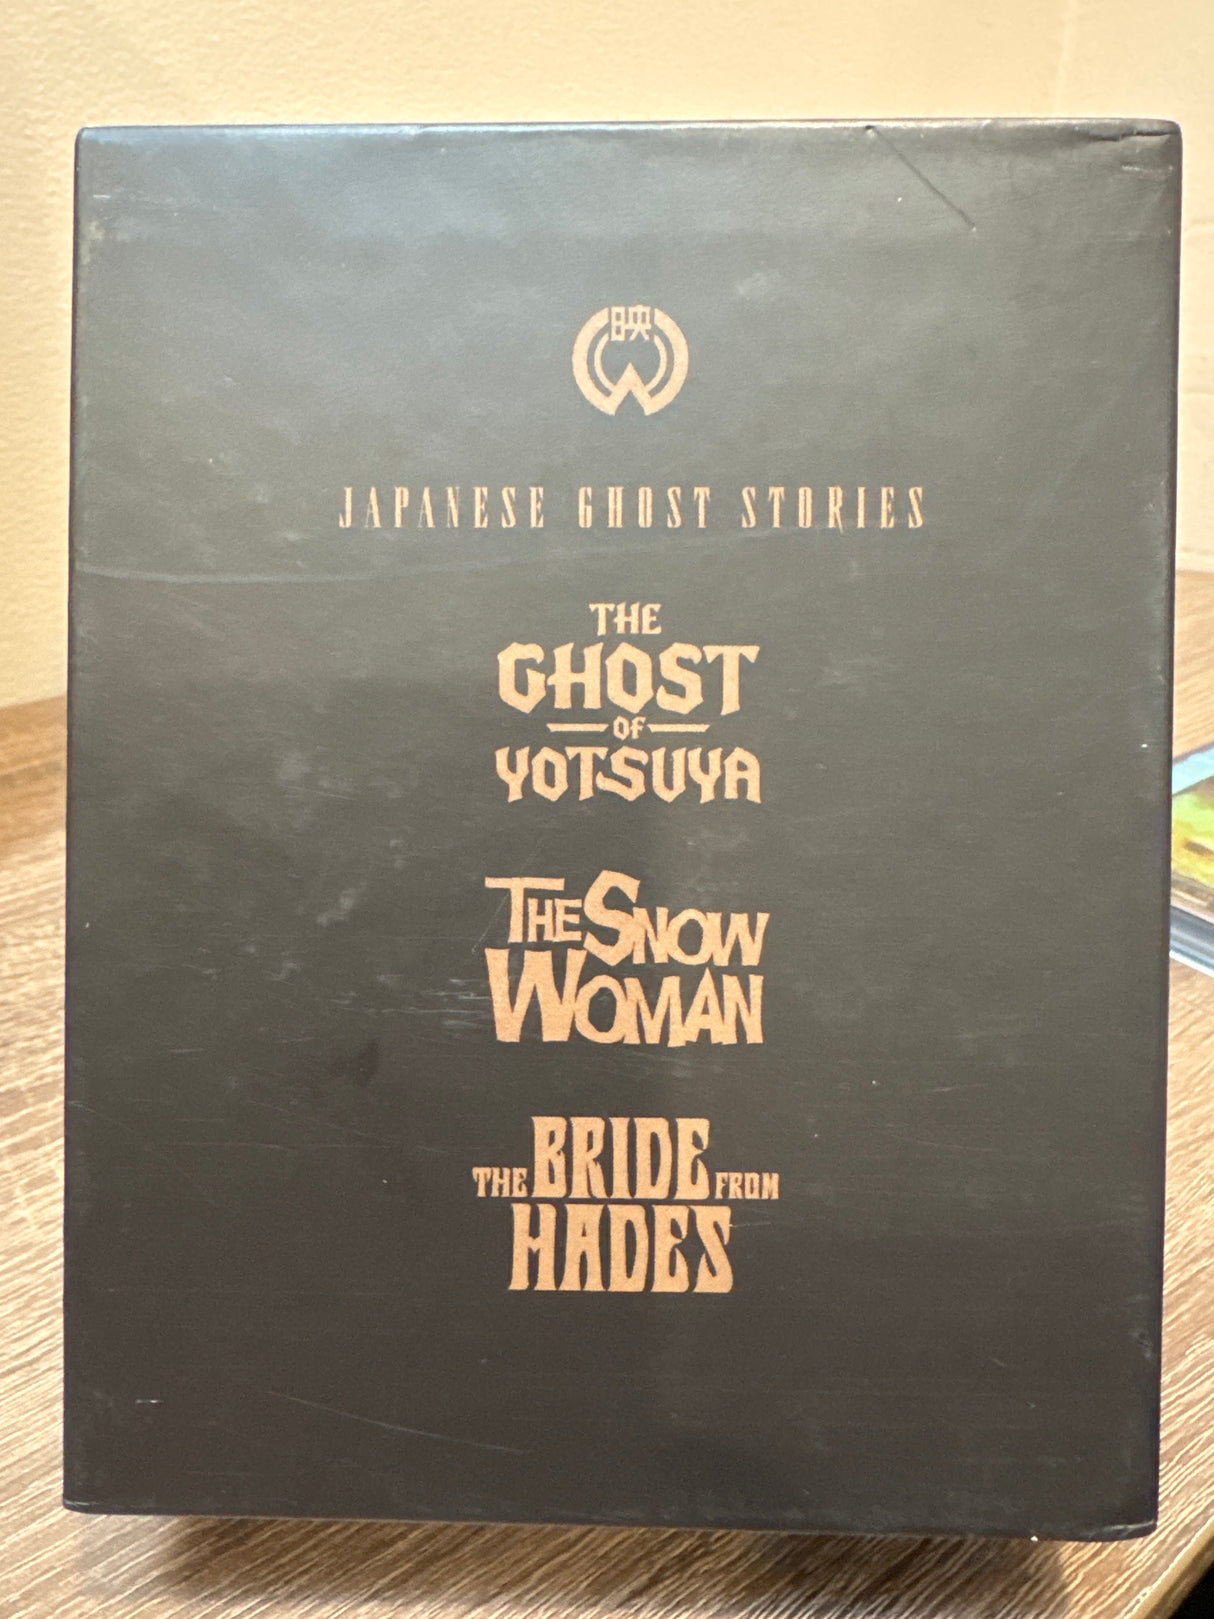 映
JAPANESE GHOST STORIES
THE
GHOST
OF
YOTSUYA
THE SNOW
WOMAN
THE BRIDE FROM
HADES